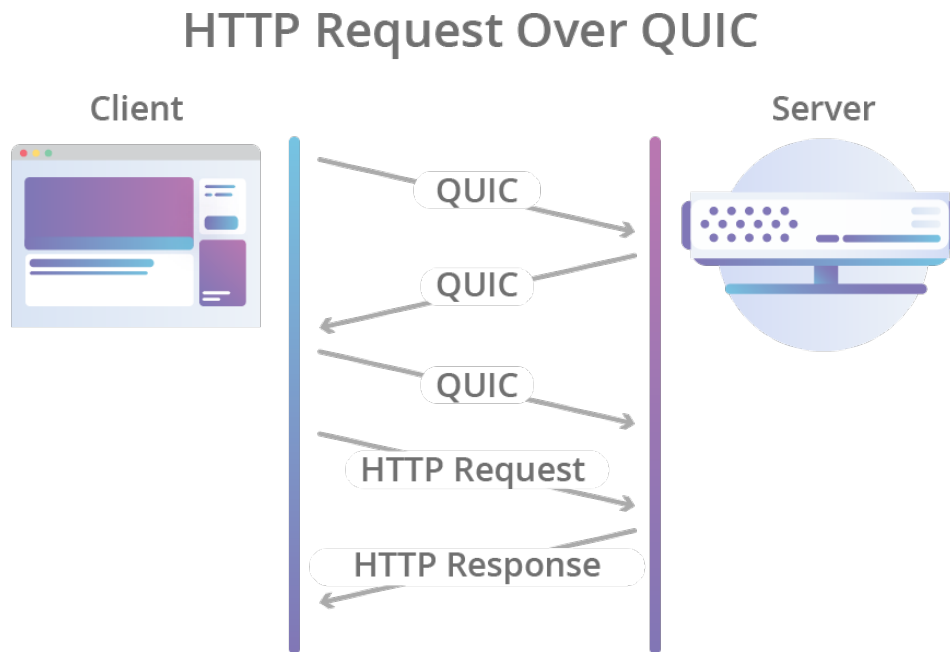 HTTP Request Over QUIC
Client
Server
QUIC
QUIC
QUIC
HTTP Request
HTTP Response